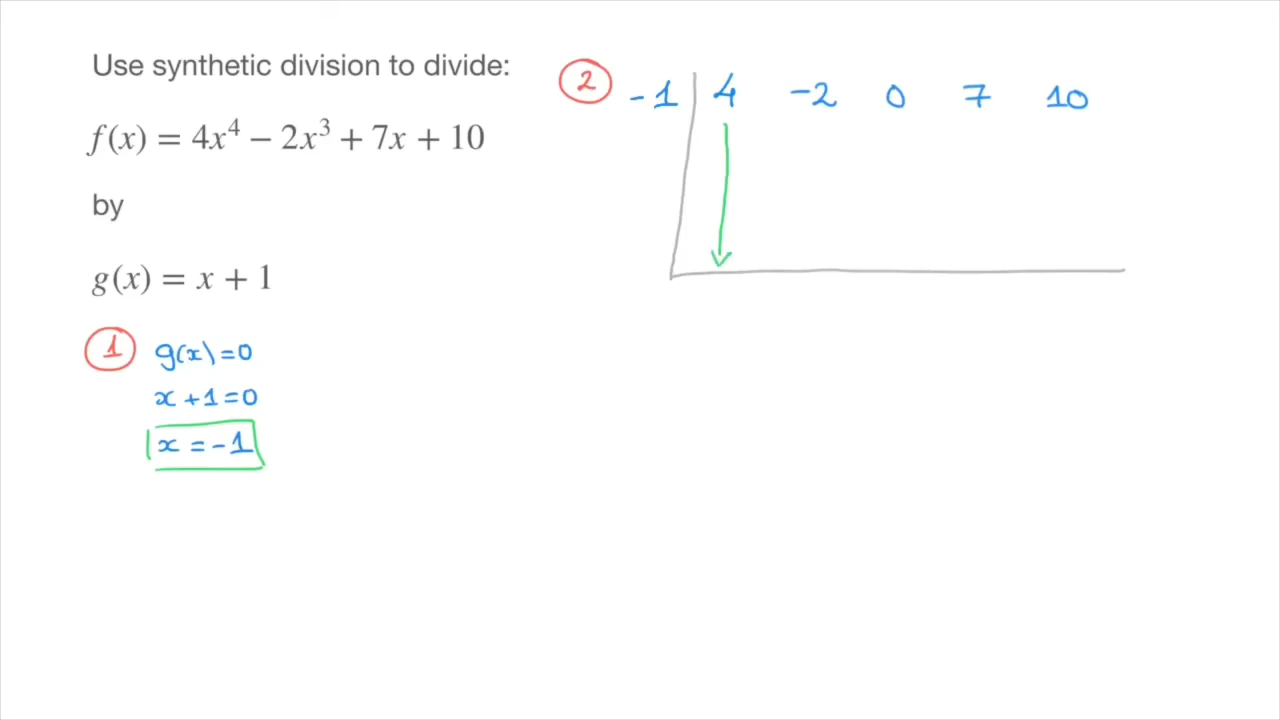 Use synthetic division to divide:
f(x) = 4x⁴ − 2x³ + 7x + 10
by
g(x) = x + 1
1 g(x)=0
x+1=0
x=-1
2 -1 4 -2 0 7 10